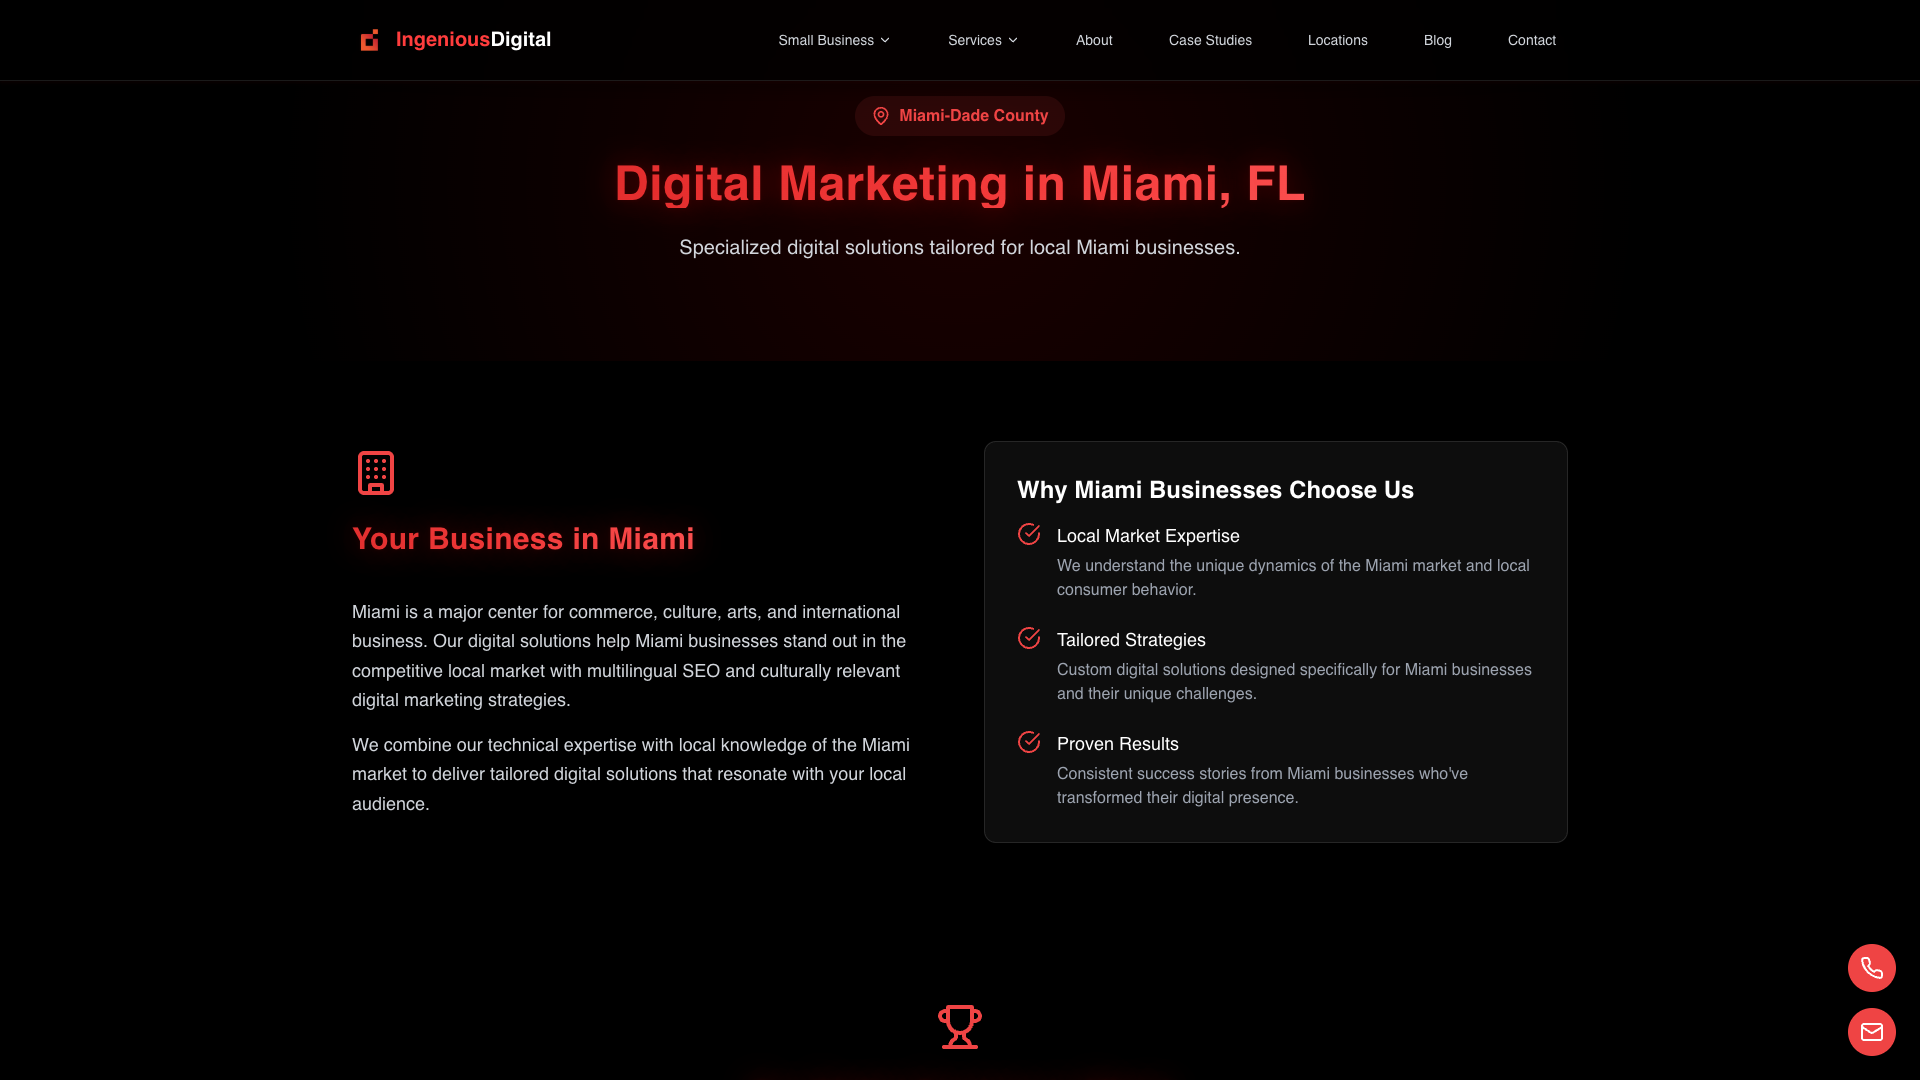 IngeniousDigital
Small Business
Services
About
Case Studies
Locations
Blog
Contact
Miami-Dade County
Digital Marketing in Miami, FL
Specialized digital solutions tailored for local Miami businesses.
Your Business in Miami
Miami is a major center for commerce, culture, arts, and international
business. Our digital solutions help Miami businesses stand out in the
competitive local market with multilingual SEO and culturally relevant
digital marketing strategies.
We combine our technical expertise with local knowledge of the Miami
market to deliver tailored digital solutions that resonate with your local
audience.
Why Miami Businesses Choose Us
Local Market Expertise
We understand the unique dynamics of the Miami market and local
consumer behavior.
Tailored Strategies
Custom digital solutions designed specifically for Miami businesses
and their unique challenges.
Proven Results
Consistent success stories from Miami businesses who've
transformed their digital presence.